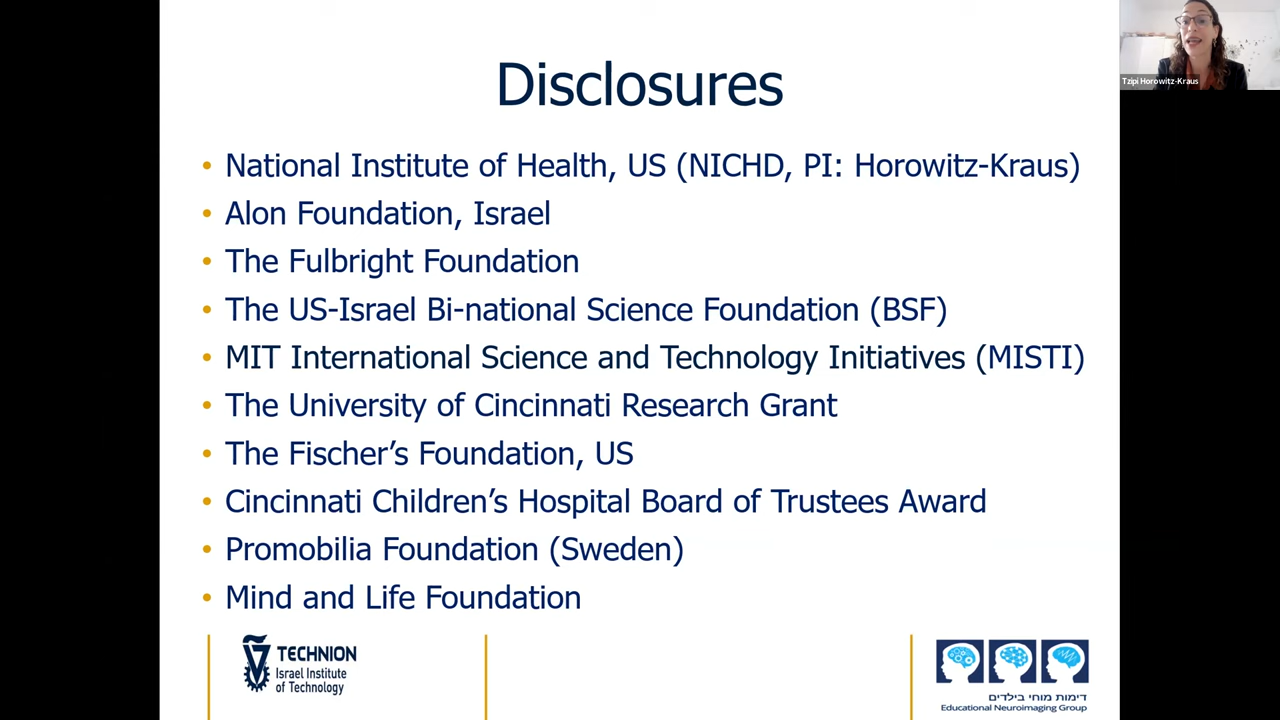 Disclosures
Tzipi Horowitz-Kraus
• National Institute of Health, US (NICHD, PI: Horowitz-Kraus)
• Alon Foundation, Israel
• The Fulbright Foundation
• The US-Israel Bi-national Science Foundation (BSF)
• MIT International Science and Technology Initiatives (MISTI)
• The University of Cincinnati Research Grant
• The Fischer’s Foundation, US
• Cincinnati Children’s Hospital Board of Trustees Award
• Promobilia Foundation (Sweden)
• Mind and Life Foundation
TECHNION
Israel Institute
of Technology
דימות מוחי בילדים
Educational Neuroimaging Group